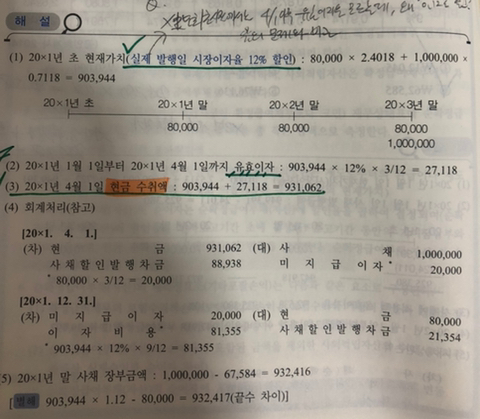 해 설
(1) 20×1년 초 현재가치(실제 발행일 시장이자율 12% 할인) : 80,000 × 2.4018 + 1,000,000 ×
0.7118 = 903,944
20×1년 초 20×1년 말 20×2년 말 20×3년 말
80,000 80,000 80,000
1,000,000
(2) 20×1년 1월 1일부터 20×1년 4월 1일까지 유효이자 : 903,944 × 12% × 3/12 = 27,118
(3) 20×1년 4월 1일 현금 수취액 : 903,944 + 27,118 = 931,062
(4) 회계처리(참고)
[20×1. 4. 1.]
(차) 현 금 931,062 (대) 사 채 1,000,000
사채할인발행차금 88,938 미지급이자* 20,000
* 80,000 × 3/12 = 20,000
[20×1. 12. 31.]
(차) 미지급이자 20,000 (대) 현 금 80,000
이 자 비 용* 81,355 사채할인발행차금 21,354
* 903,944 × 12% × 9/12 = 81,355
5) 20×1년 말 사채 장부금액 : 1,000,000 - 67,584 = 932,416
[별해 903,944 × 1.12 - 80,000 = 932,417(끝수 차이)]